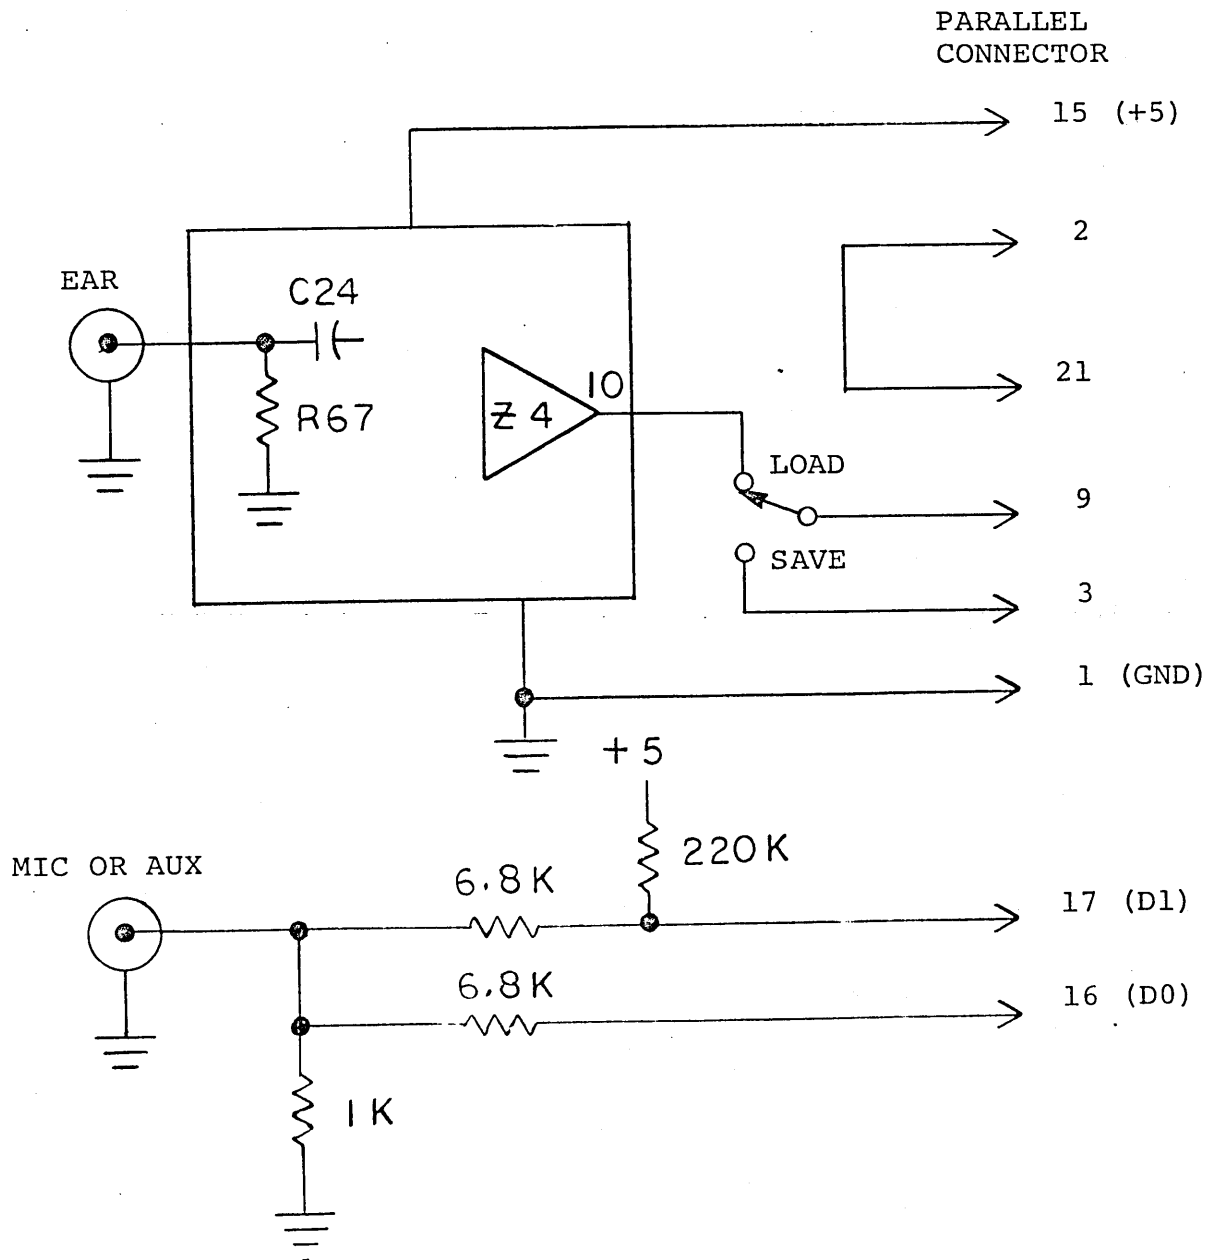 PARALLEL
CONNECTOR
15 (+5)
2
EAR
C24
21
10
R67
Z4
LOAD
9
SAVE
3
1 (GND)
+5
220K
MIC OR AUX
6.8K
17 (D1)
6.8K
16 (D0)
1K